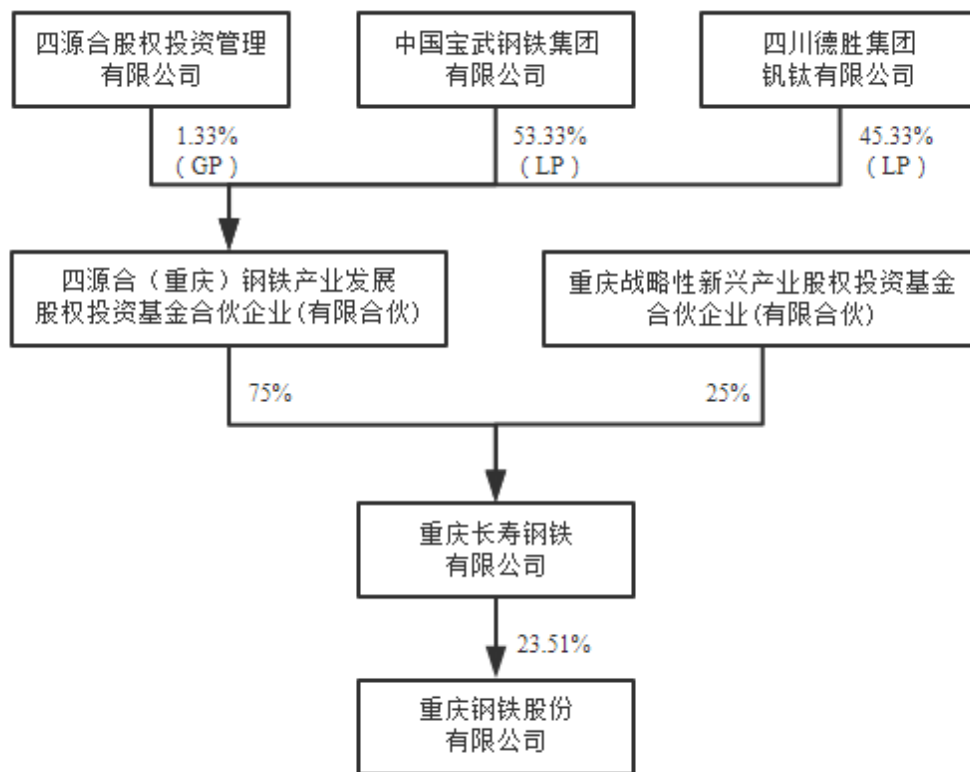 四源合股权投资管理
有限公司
中国宝武钢铁集团
有限公司
四川德胜集团
钒钛有限公司
1.33%
( GP )
53.33%
( LP )
45.33%
( LP )
四源合（重庆）钢铁产业发展
股权投资基金合伙企业(有限合伙)
重庆战略性新兴产业股权投资基金
合伙企业(有限合伙)
75%
25%
重庆长寿钢铁
有限公司
23.51%
重庆钢铁股份
有限公司